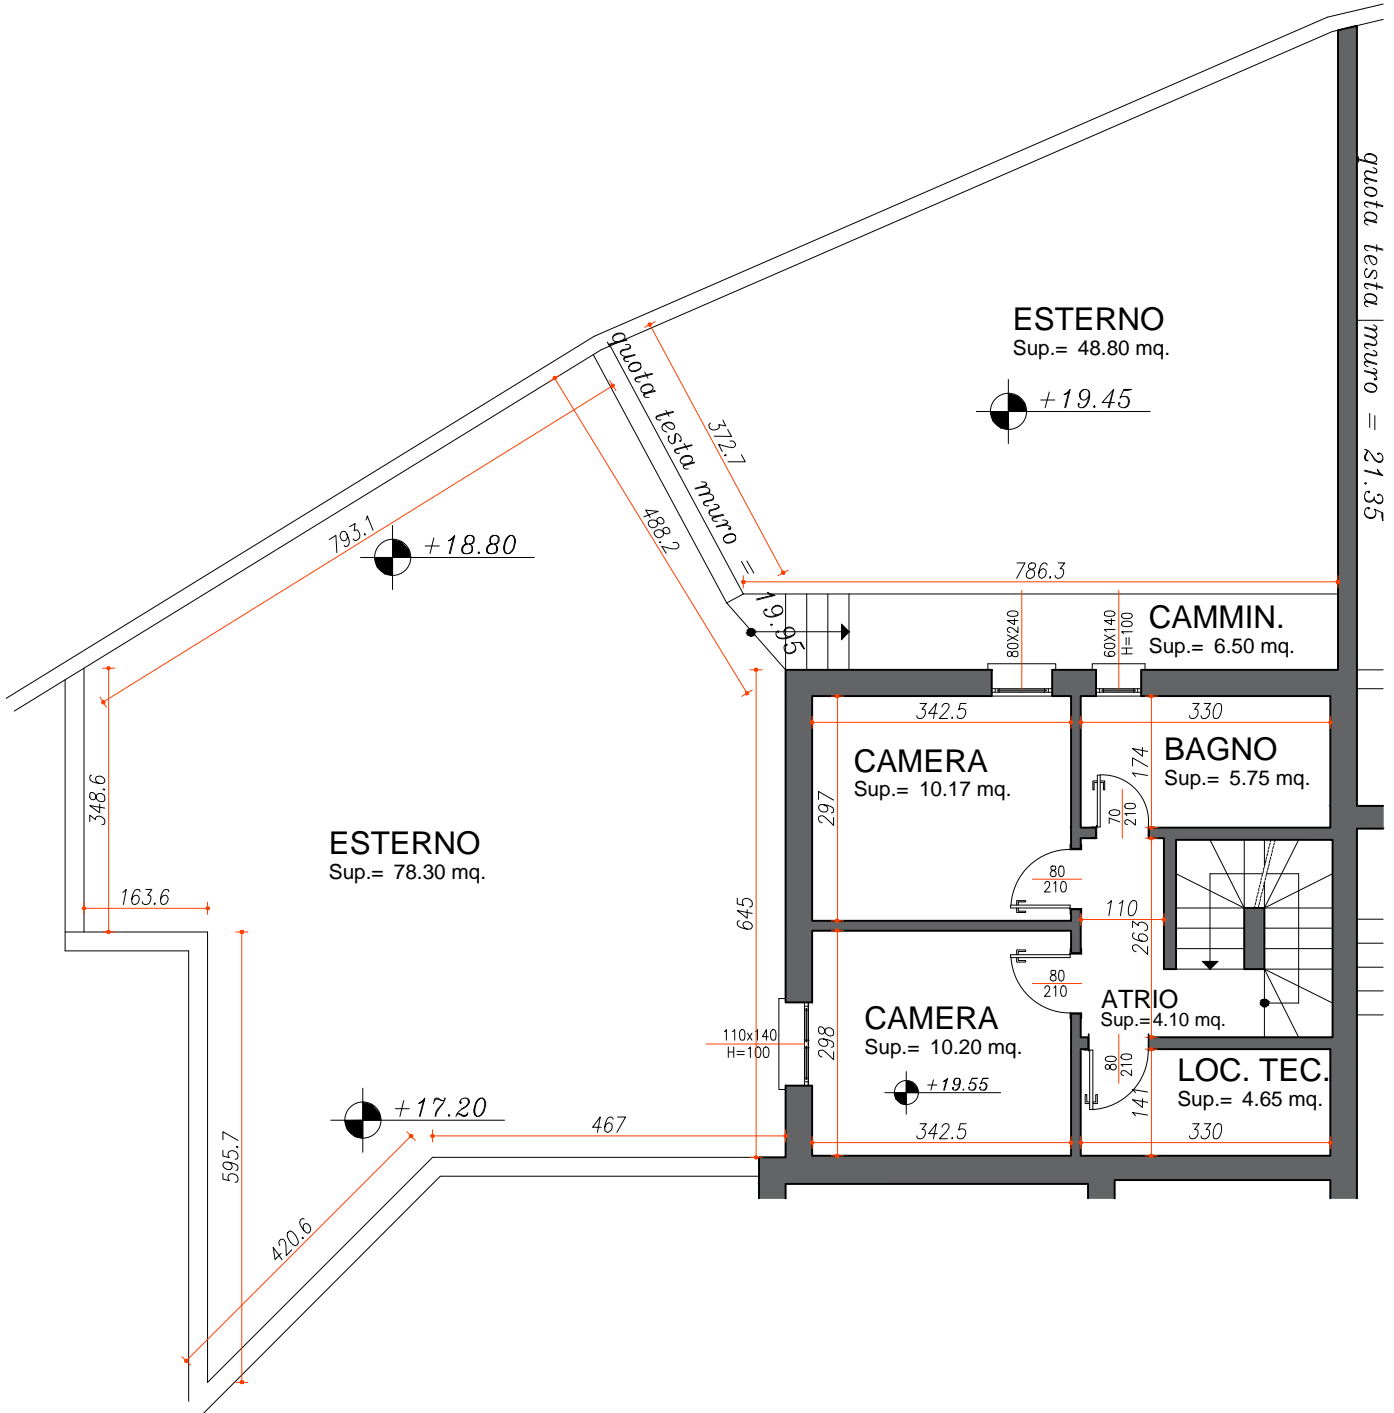 quota testa muro = 21.35
ESTERNO
Sup.= 48.80 mq.
+19.45
quota testa muro = 19.95
372.7
488.2
793.1
+18.80
786.3
80X240
60X140
H=100
CAMMIN.
Sup.= 6.50 mq.
342.5
330
CAMERA
Sup.= 10.17 mq.
297
BAGNO
Sup.= 5.75 mq.
174
70
210
348.6
ESTERNO
Sup.= 78.30 mq.
163.6
645
80
210
110
263
80
210
ATRIO
Sup.=4.10 mq.
CAMERA
Sup.= 10.20 mq.
298
+19.55
110x140
H=100
80
210
141
LOC. TEC.
Sup.= 4.65 mq.
342.5
330
+17.20
467
595.7
420.6